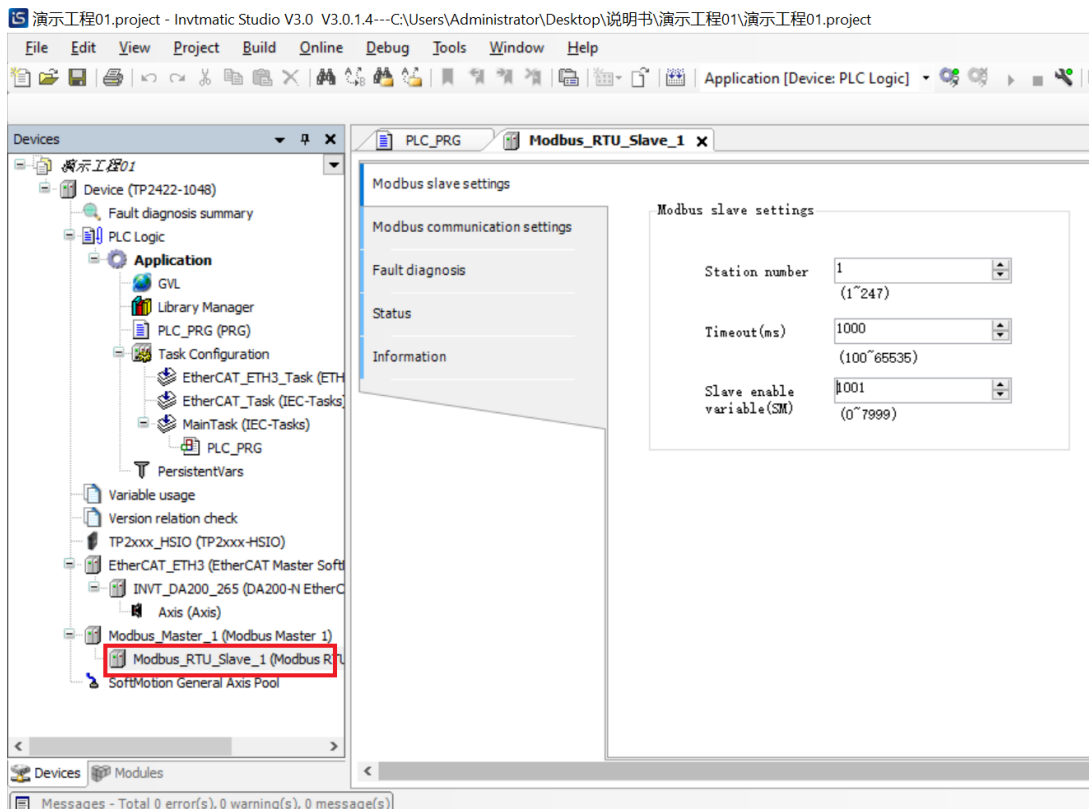 演示工程01.project - Invtmatic Studio V3.0 V3.0.1.4---C:\Users\Administrator\Desktop\说明书\演示工程01\演示工程01.project
File Edit View Project Build Online Debug Tools Window Help
Application [Device: PLC Logic]
Devices
演示工程01
Device (TP2422-1048)
Fault diagnosis summary
PLC Logic
Application
GVL
Library Manager
PLC_PRG (PRG)
Task Configuration
EtherCAT_ETH3_Task (ETH
EtherCAT_Task (IEC-Tasks)
MainTask (IEC-Tasks)
PLC_PRG
PersistentVars
Variable usage
Version relation check
TP2xxx_HSIO (TP2xxx-HSIO)
EtherCAT_ETH3 (EtherCAT Master Soft
INVT_DA200_265 (DA200-N EtherC
Axis (Axis)
Modbus_Master_1 (Modbus Master 1)
Modbus_RTU_Slave_1 (Modbus RTU
SoftMotion General Axis Pool
Devices Modules
PLC_PRG Modbus_RTU_Slave_1
Modbus slave settings
Modbus communication settings
Fault diagnosis
Status
Information
Modbus slave settings
Station number 1
(1~247)
Timeout(ms) 1000
(100~65535)
Slave enable variable(SM) 1001
(0~7999)
Messages - Total 0 error(s), 0 warning(s), 0 message(s)